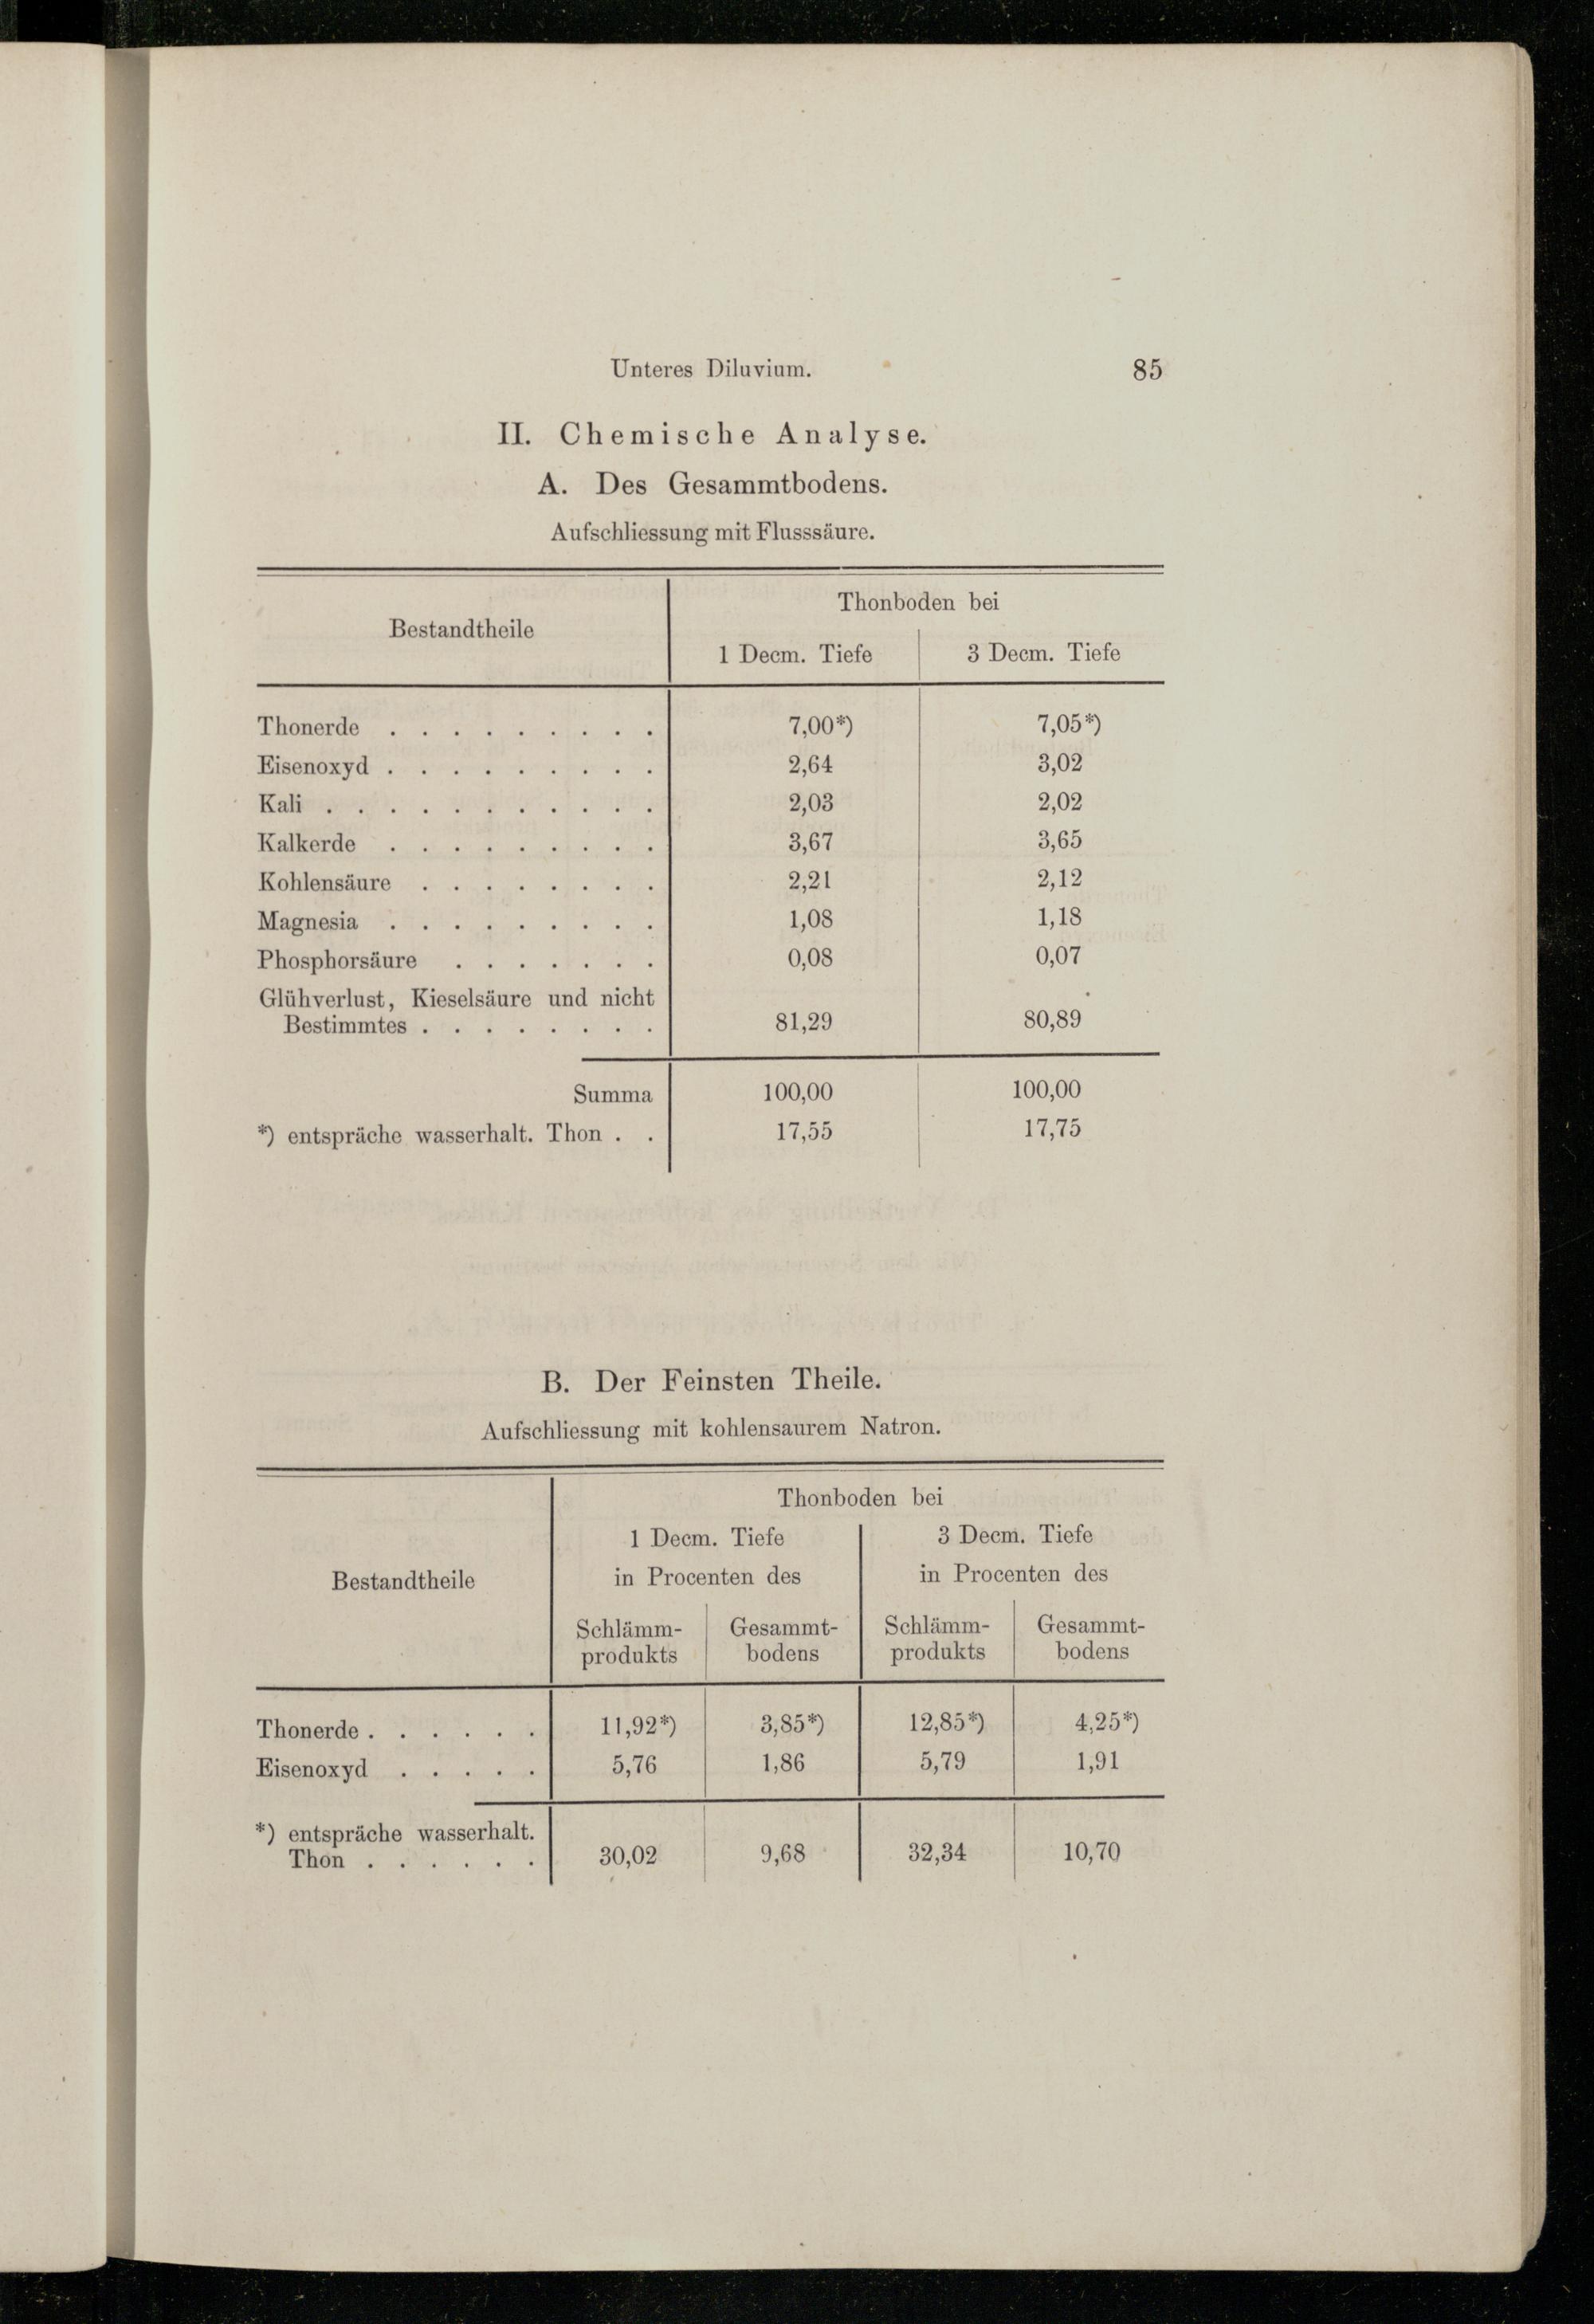 Unteres Diluvium. 85
II. Chemische Analyse.
A. Des Gesammtbodens.
Aufschliessung mit Flusssäure.
Bestandtheile
Thonboden bei
1 Decm. Tiefe 3 Decm. Tiefe
Thonerde . . . . . . . . . 7,00*) 7,05*)
Eisenoxyd . . . . . . . . . 2,64 3,02
Kali . . . . . . . . . . . 2,03 2,02
Kalkerde . . . . . . . . . 3,67 3,65
Kohlensäure . . . . . . . . 2,21 2,12
Magnesia . . . . . . . . . 1,08 1,18
Phosphorsäure . . . . . . . 0,08 0,07
Glühverlust, Kieselsäure und nicht
Bestimmtes . . . . . . . . 81,29 80,89
Summa 100,00 100,00
*) entspräche wasserhalt. Thon . . 17,55 17,75
B. Der Feinsten Theile.
Aufschliessung mit kohlensaurem Natron.
Bestandtheile
Thonboden bei
1 Decm. Tiefe 3 Decm. Tiefe
in Procenten des in Procenten des
Schlämm- Gesammt- Schlämm- Gesammt-
produkts bodens produkts bodens
Thonerde . . . . . . 11,92*) 3,85*) 12,85*) 4,25*)
Eisenoxyd . . . . . 5,76 1,86 5,79 1,91
*) entspräche wasserhalt.
Thon . . . . . . 30,02 9,68 32,34 10,70